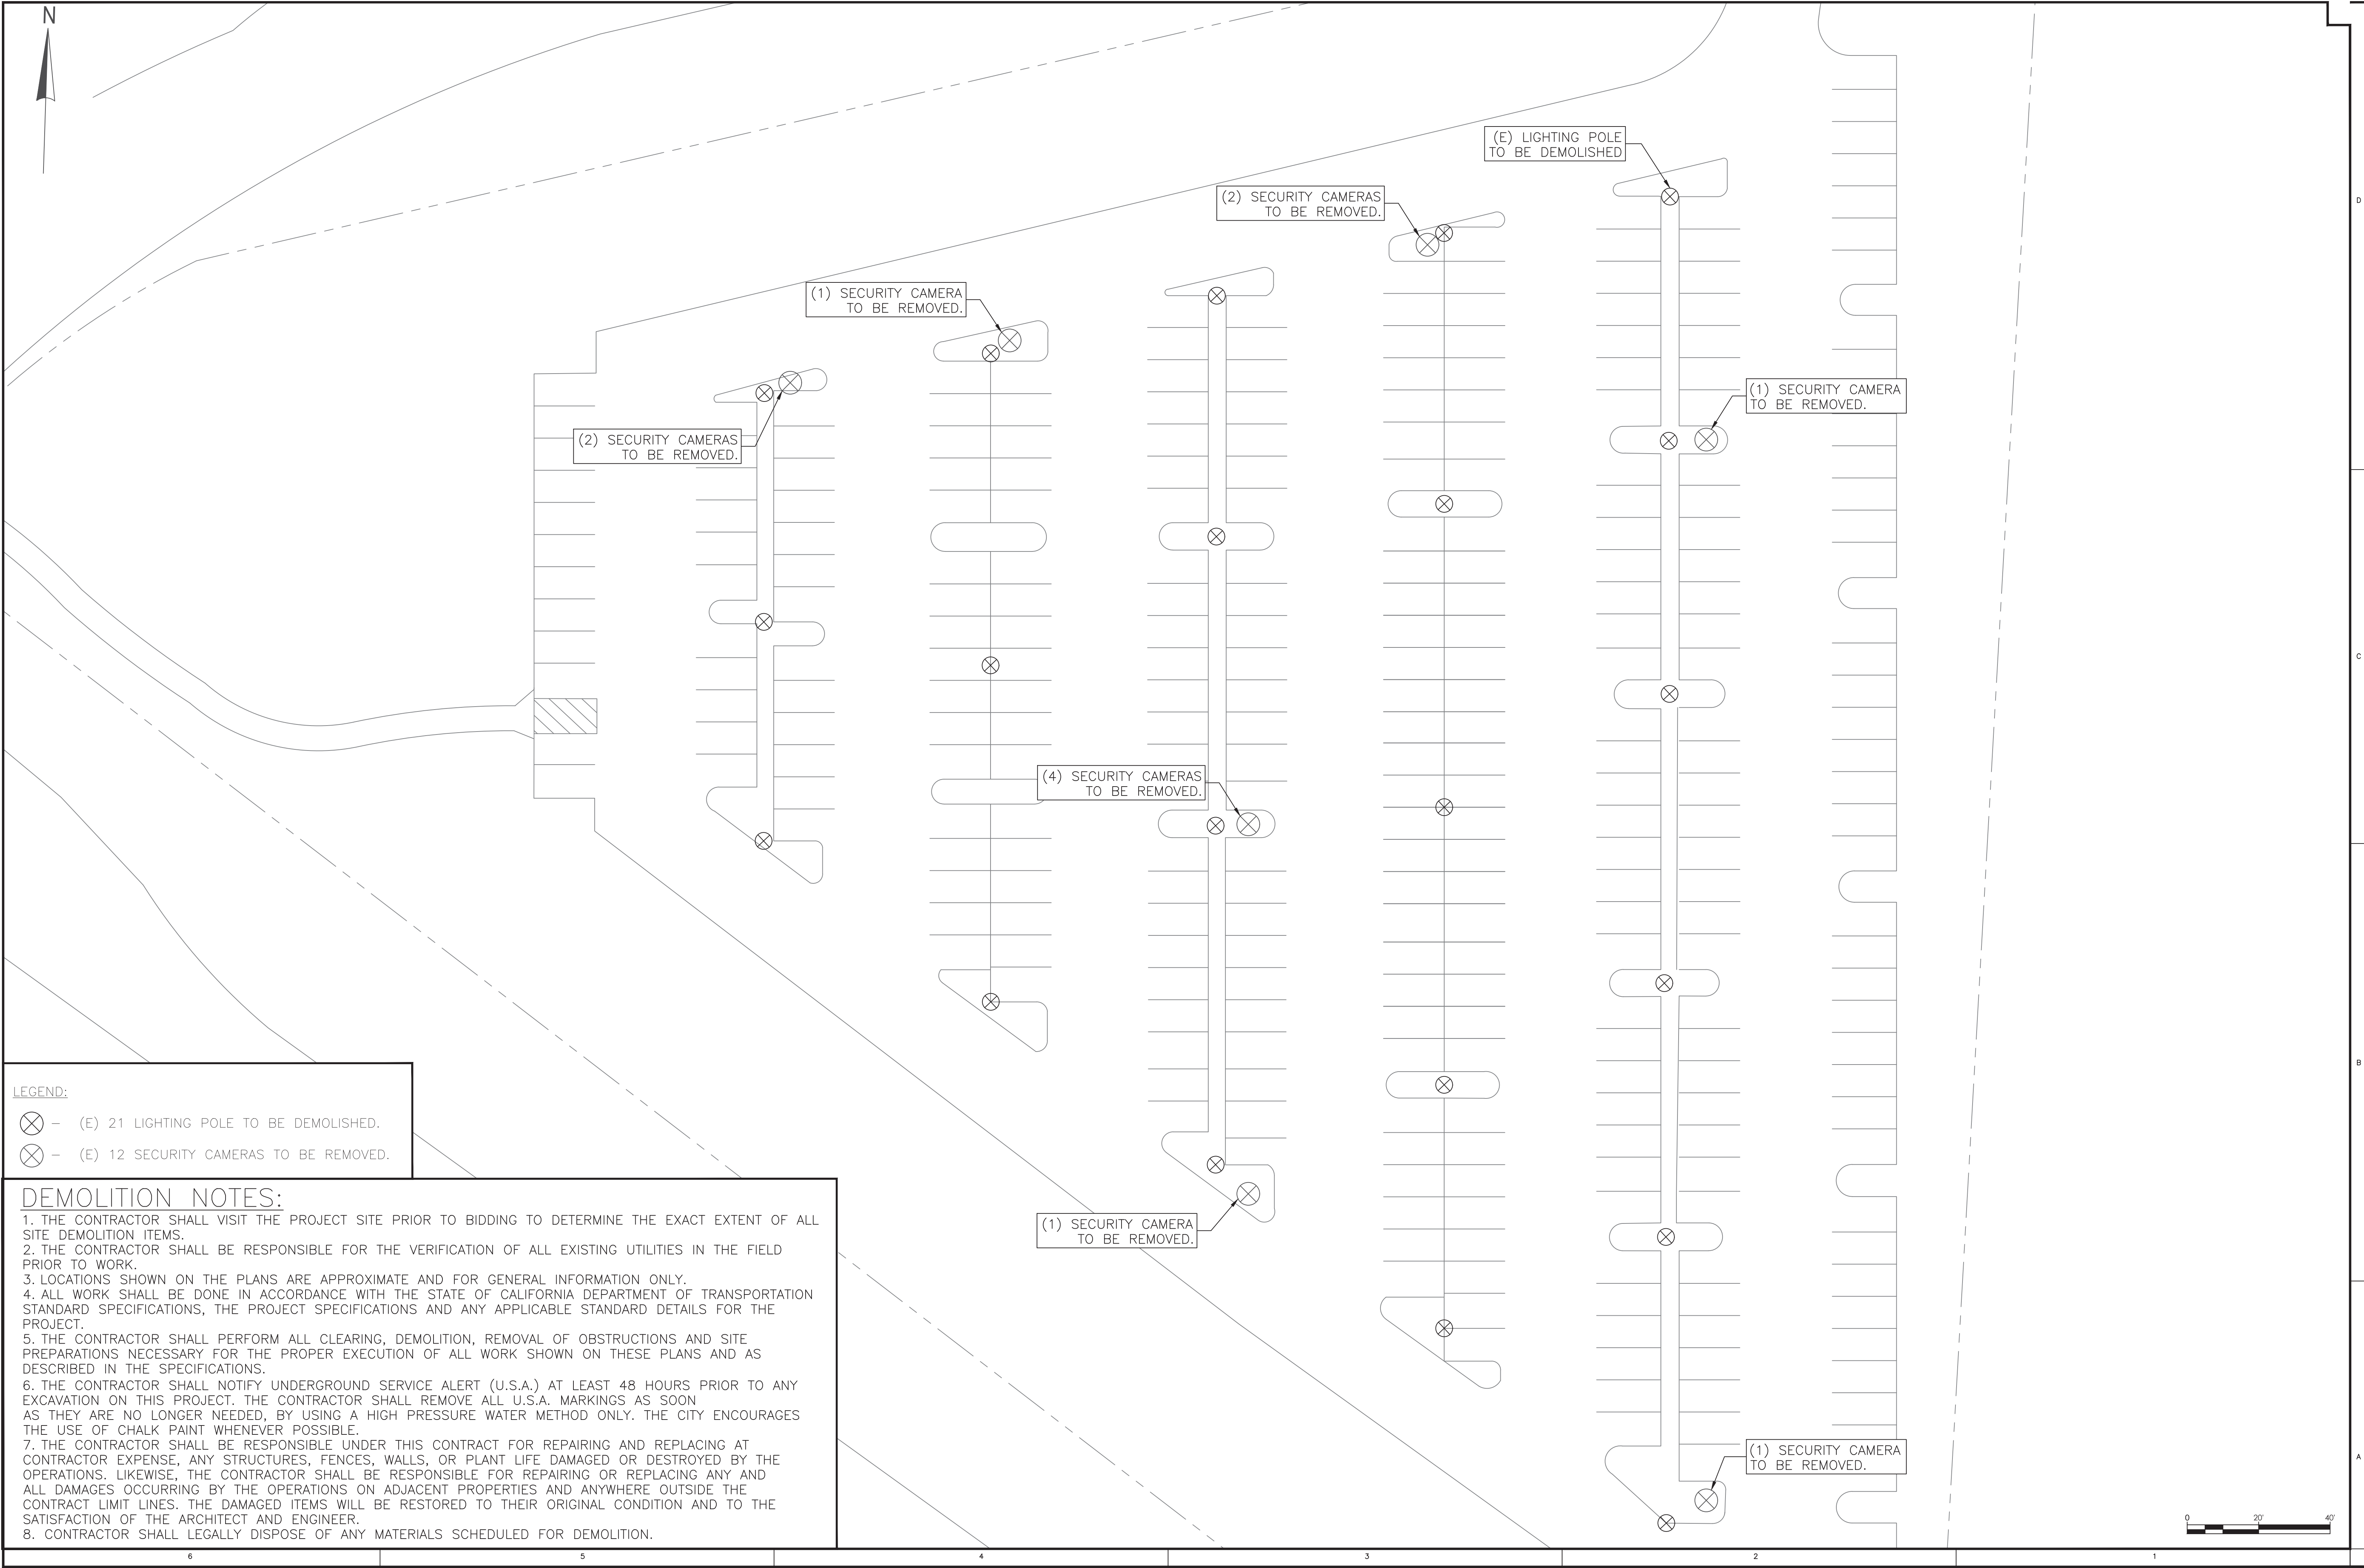 N
(E) LIGHTING POLE
TO BE DEMOLISHED
(2) SECURITY CAMERAS
TO BE REMOVED.
(1) SECURITY CAMERA
TO BE REMOVED.
(2) SECURITY CAMERAS
TO BE REMOVED.
(1) SECURITY CAMERA
TO BE REMOVED.
(4) SECURITY CAMERAS
TO BE REMOVED.
(1) SECURITY CAMERA
TO BE REMOVED.
(1) SECURITY CAMERA
TO BE REMOVED.
D
C
B
A
LEGEND:
– (E) 21 LIGHTING POLE TO BE DEMOLISHED.
– (E) 12 SECURITY CAMERAS TO BE REMOVED.
DEMOLITION NOTES:
1. THE CONTRACTOR SHALL VISIT THE PROJECT SITE PRIOR TO BIDDING TO DETERMINE THE EXACT EXTENT OF ALL
SITE DEMOLITION ITEMS.
2. THE CONTRACTOR SHALL BE RESPONSIBLE FOR THE VERIFICATION OF ALL EXISTING UTILITIES IN THE FIELD
PRIOR TO WORK.
3. LOCATIONS SHOWN ON THE PLANS ARE APPROXIMATE AND FOR GENERAL INFORMATION ONLY.
4. ALL WORK SHALL BE DONE IN ACCORDANCE WITH THE STATE OF CALIFORNIA DEPARTMENT OF TRANSPORTATION
STANDARD SPECIFICATIONS, THE PROJECT SPECIFICATIONS AND ANY APPLICABLE STANDARD DETAILS FOR THE
PROJECT.
5. THE CONTRACTOR SHALL PERFORM ALL CLEARING, DEMOLITION, REMOVAL OF OBSTRUCTIONS AND SITE
PREPARATIONS NECESSARY FOR THE PROPER EXECUTION OF ALL WORK SHOWN ON THESE PLANS AND AS
DESCRIBED IN THE SPECIFICATIONS.
6. THE CONTRACTOR SHALL NOTIFY UNDERGROUND SERVICE ALERT (U.S.A.) AT LEAST 48 HOURS PRIOR TO ANY
EXCAVATION ON THIS PROJECT. THE CONTRACTOR SHALL REMOVE ALL U.S.A. MARKINGS AS SOON
AS THEY ARE NO LONGER NEEDED, BY USING A HIGH PRESSURE WATER METHOD ONLY. THE CITY ENCOURAGES
THE USE OF CHALK PAINT WHENEVER POSSIBLE.
7. THE CONTRACTOR SHALL BE RESPONSIBLE UNDER THIS CONTRACT FOR REPAIRING AND REPLACING AT
CONTRACTOR EXPENSE, ANY STRUCTURES, FENCES, WALLS, OR PLANT LIFE DAMAGED OR DESTROYED BY THE
OPERATIONS. LIKEWISE, THE CONTRACTOR SHALL BE RESPONSIBLE FOR REPAIRING OR REPLACING ANY AND
ALL DAMAGES OCCURRING BY THE OPERATIONS ON ADJACENT PROPERTIES AND ANYWHERE OUTSIDE THE
CONTRACT LIMIT LINES. THE DAMAGED ITEMS WILL BE RESTORED TO THEIR ORIGINAL CONDITION AND TO THE
SATISFACTION OF THE ARCHITECT AND ENGINEER.
8. CONTRACTOR SHALL LEGALLY DISPOSE OF ANY MATERIALS SCHEDULED FOR DEMOLITION.
0 20' 40'
6 5 4 3 2 1